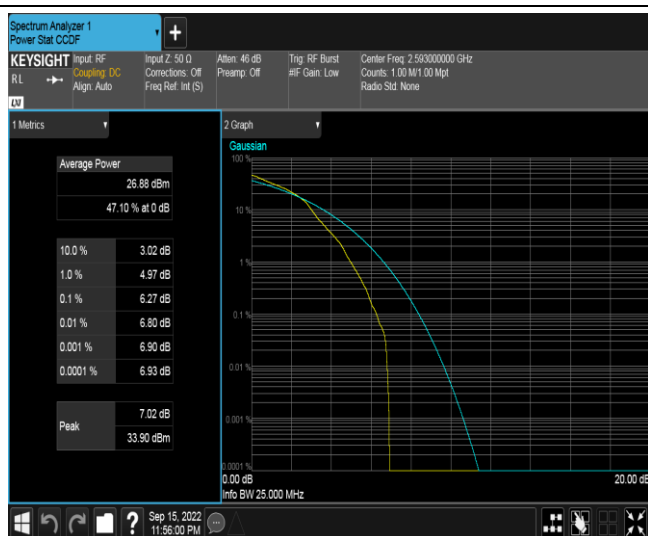 Spectrum Analyzer 1
Power Stat CCDF
+
KEYSIGHT
RL
LXI
Input: RF
Coupling: DC
Align: Auto
Input Z: 50 Ω
Corrections: Off
Freq Ref: Int (S)
Atten: 46 dB
Preamp: Off
Trig: RF Burst
#IF Gain: Low
Center Freq: 2.593000000 GHz
Counts: 1.00 M/1.00 Mpt
Radio Std: None
1 Metrics
Average Power
26.88 dBm
47.10 % at 0 dB
10.0 % 3.02 dB
1.0 % 4.97 dB
0.1 % 6.27 dB
0.01 % 6.80 dB
0.001 % 6.90 dB
0.0001 % 6.93 dB
Peak
7.02 dB
33.90 dBm
2 Graph
Gaussian
100 %
10 %
1 %
0.1 %
0.01 %
0.001 %
0.0001 %
0.00 dB 20.00 dB
Info BW 25.000 MHz
?
Sep 15, 2022
11:56:00 PM